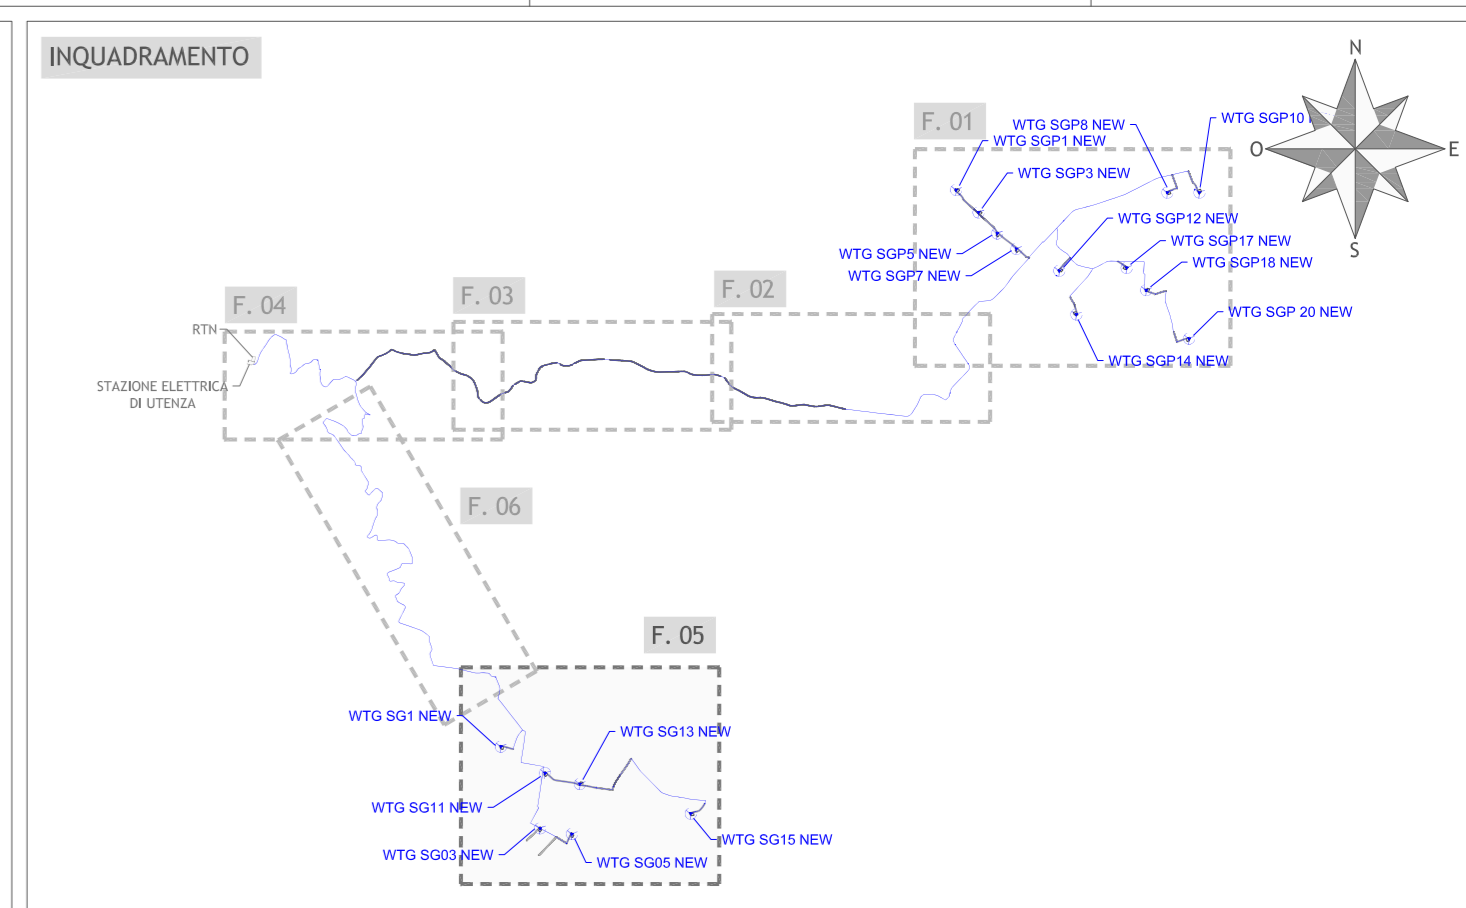 INQUADRAMENTO
N
O
E
S
F. 01
WTG SGP8 NEW
WTG SGP10
WTG SGP1 NEW
WTG SGP3 NEW
WTG SGP12 NEW
WTG SGP5 NEW
WTG SGP17 NEW
WTG SGP7 NEW
WTG SGP18 NEW
WTG SGP 20 NEW
WTG SGP14 NEW
F. 02
F. 03
F. 04
RTN
STAZIONE ELETTRICA
DI UTENZA
F. 06
F. 05
WTG SG1 NEW
WTG SG13 NEW
WTG SG11 NEW
WTG SG15 NEW
WTG SG03 NEW
WTG SG05 NEW